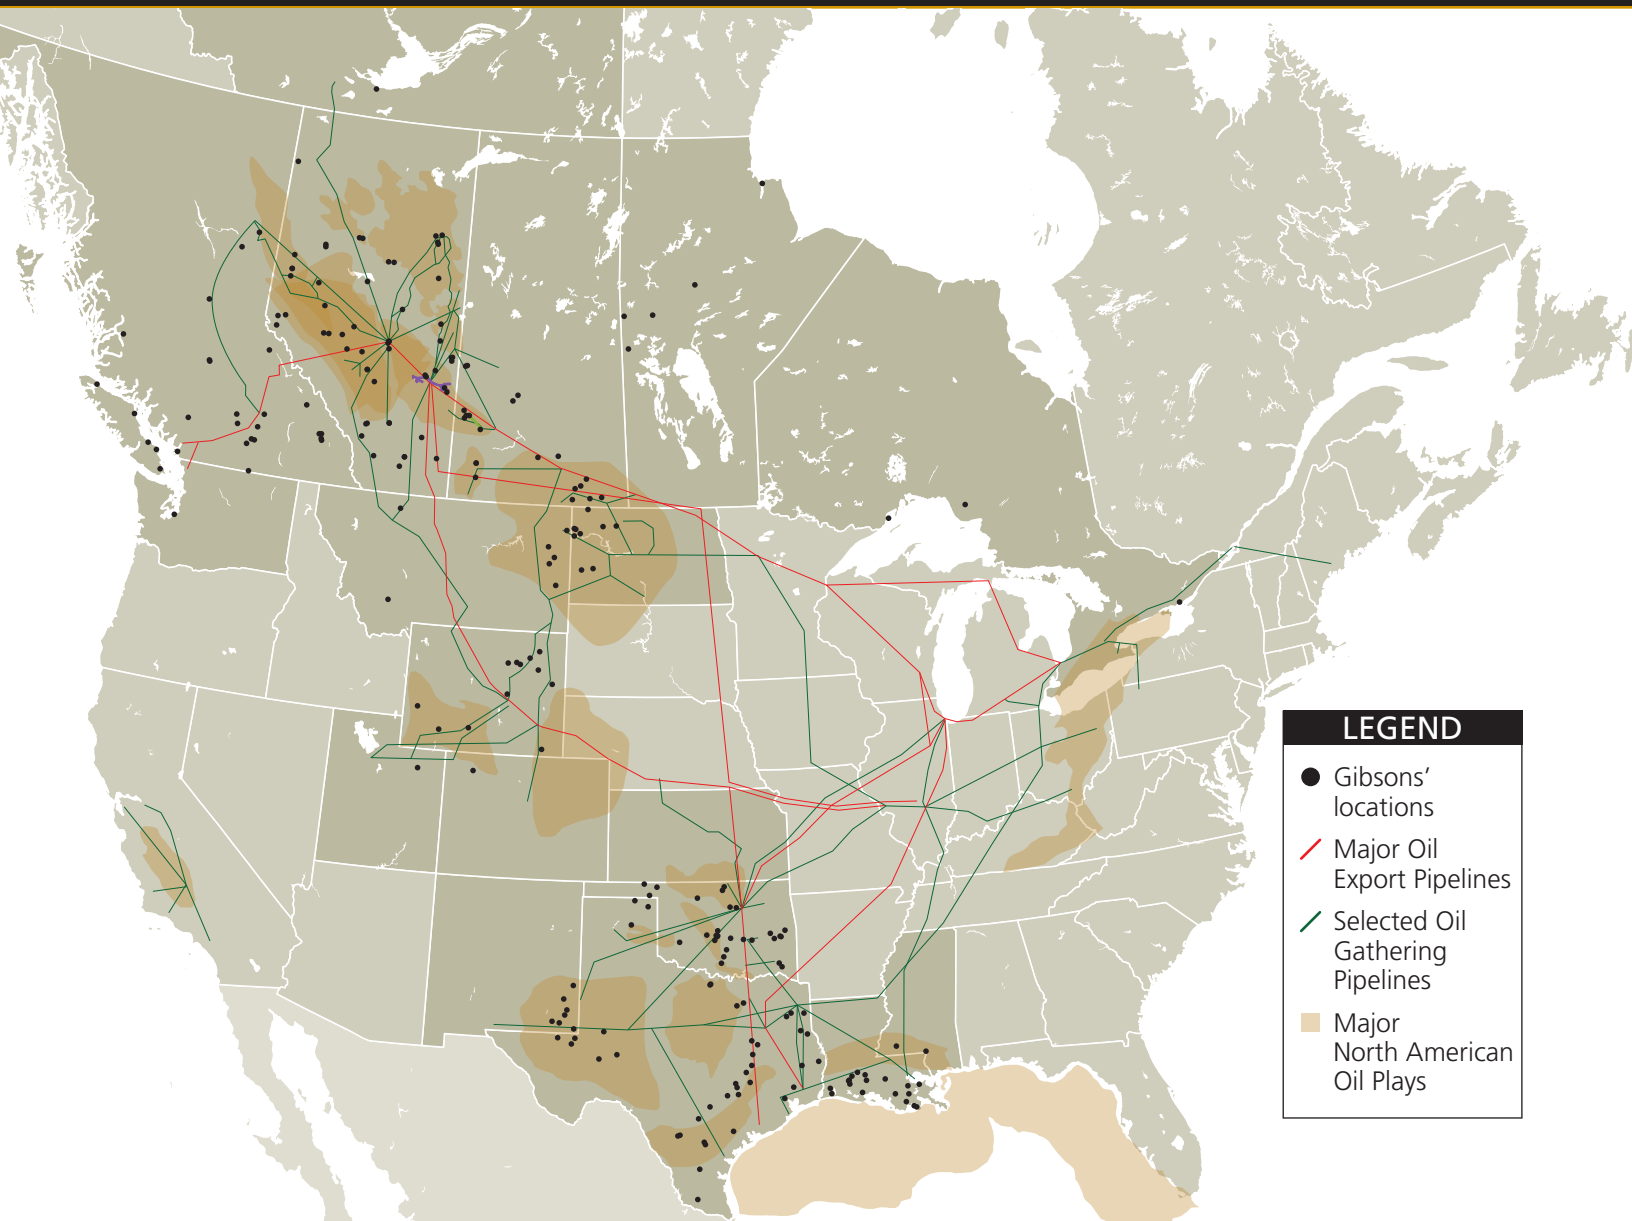 LEGEND
Gibsons’
locations
Major Oil
Export Pipelines
Selected Oil
Gathering
Pipelines
Major
North American
Oil Plays